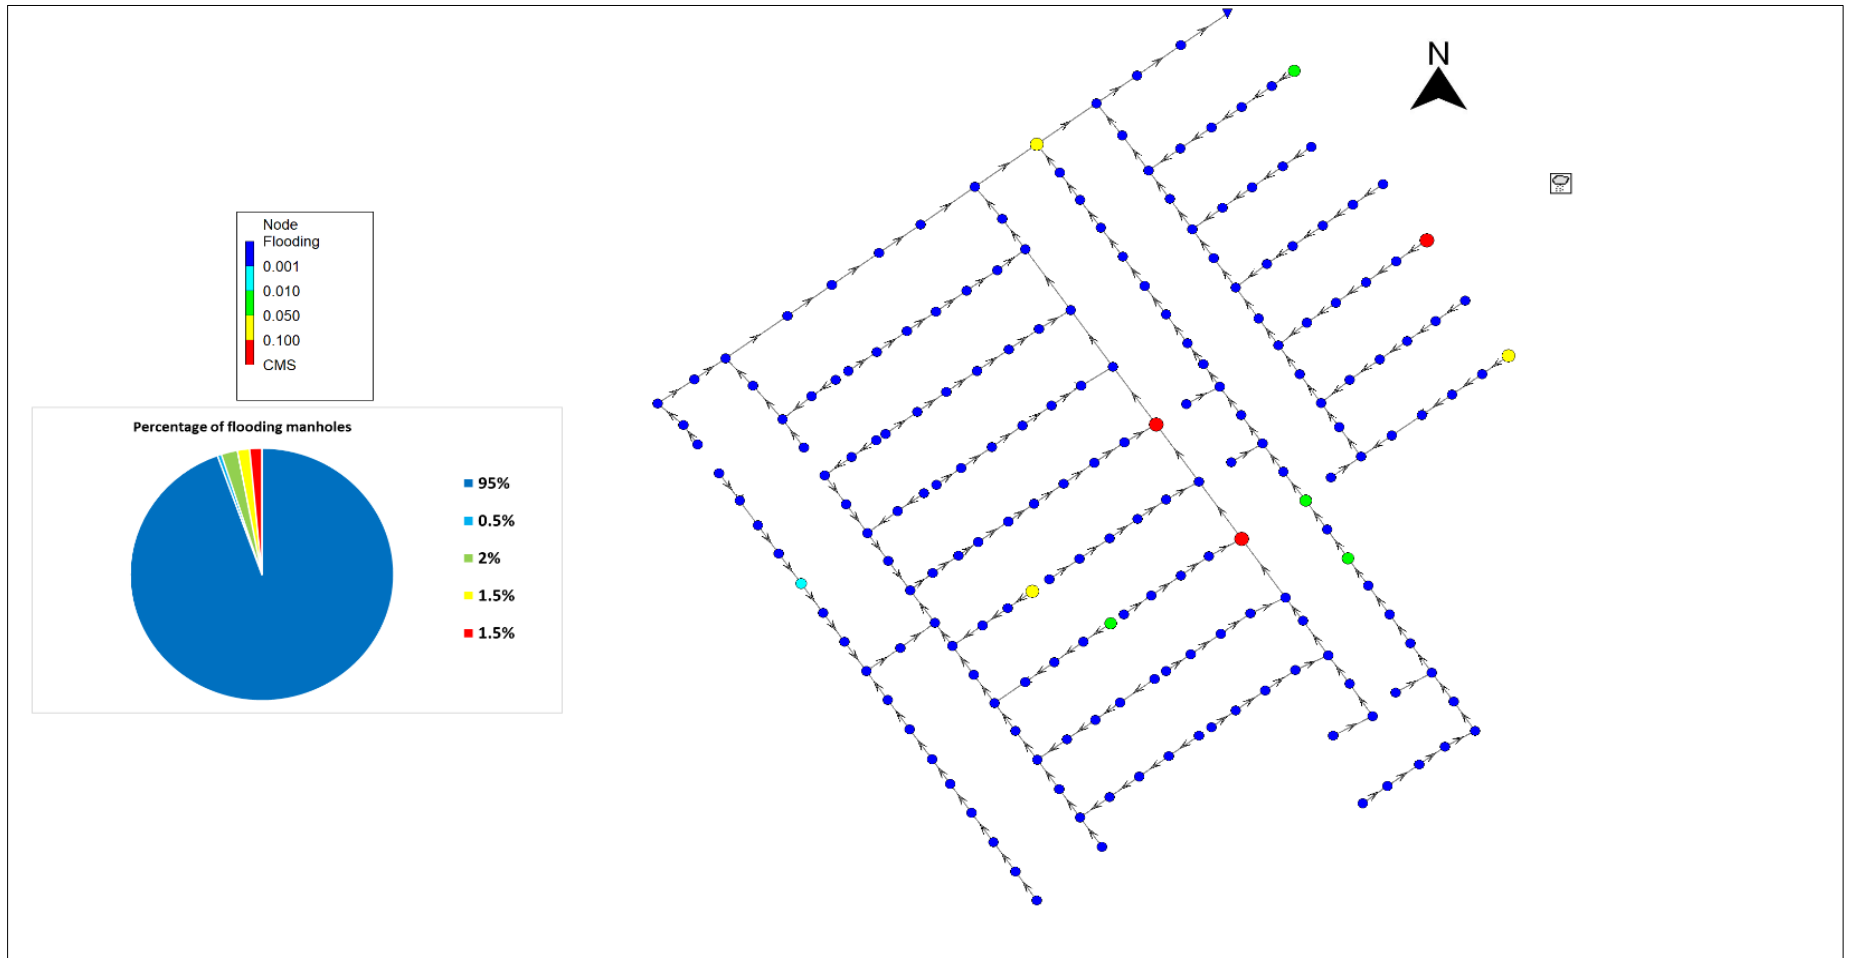 N
Node
Flooding
0.001
0.010
0.050
0.100
CMS
Percentage of flooding manholes
95%
0.5%
2%
1.5%
1.5%